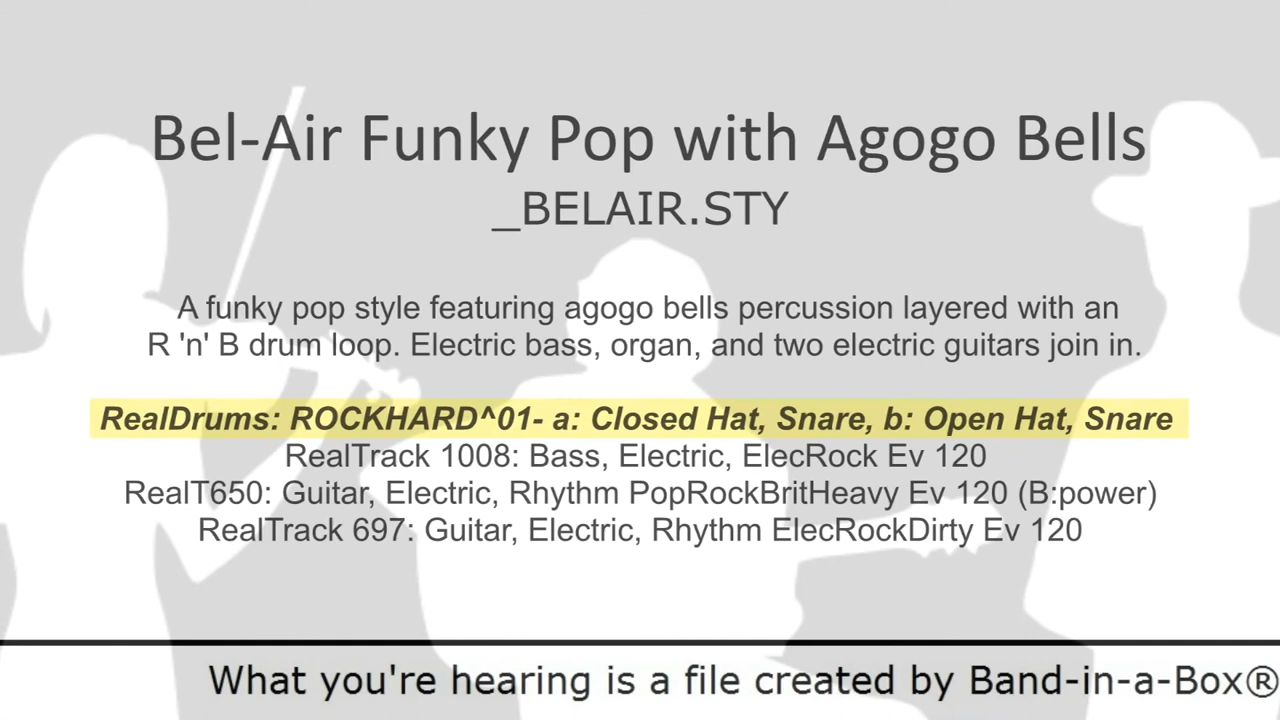 Bel-Air Funky Pop with Agogo Bells
_BELAIR.STY
A funky pop style featuring agogo bells percussion layered with an
R 'n' B drum loop. Electric bass, organ, and two electric guitars join in.
RealDrums: ROCKHARD^01- a: Closed Hat, Snare, b: Open Hat, Snare
RealTrack 1008: Bass, Electric, ElecRock Ev 120
RealT650: Guitar, Electric, Rhythm PopRockBritHeavy Ev 120 (B:power)
RealTrack 697: Guitar, Electric, Rhythm ElecRockDirty Ev 120
What you're hearing is a file created by Band-in-a-Box®